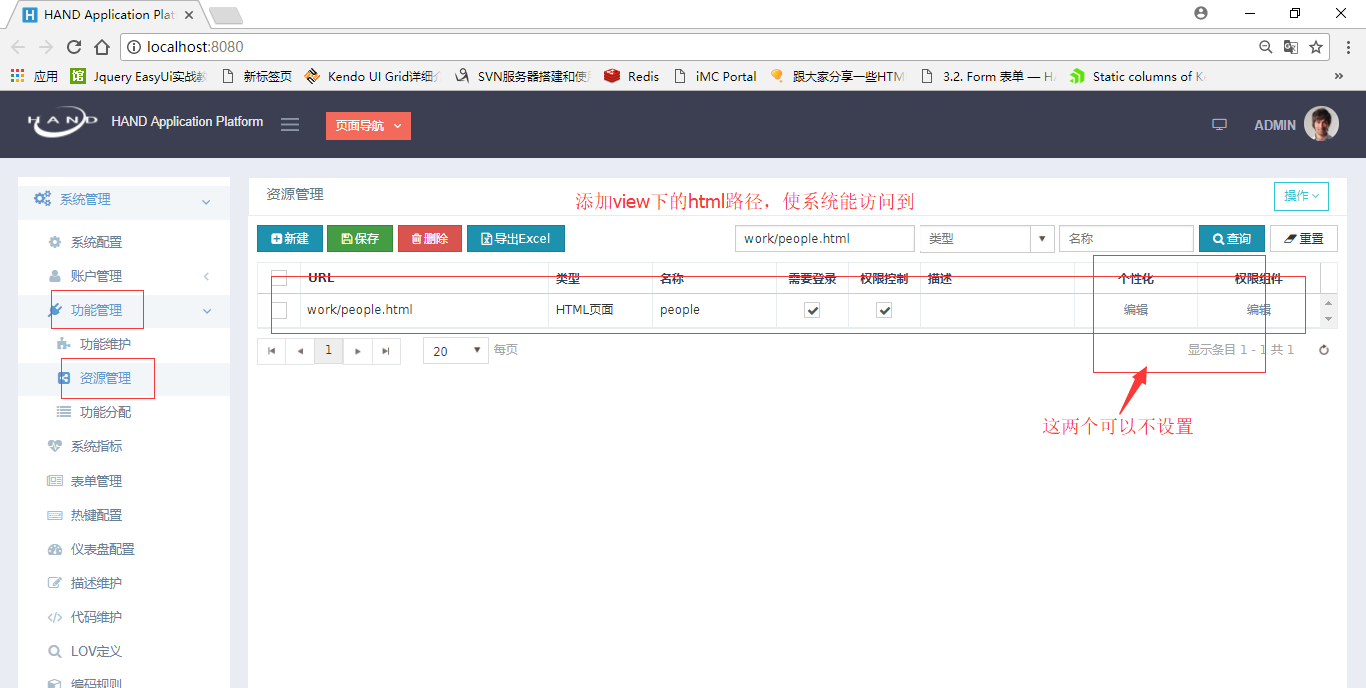 HAND Application Plat
localhost:8080
应用 Jquery EasyUi实战 新标签页 Kendo UI Grid详细 SVN服务器搭建和使 Redis iMC Portal 跟大家分享一些HTM 3.2. Form 表单 — H Static columns of K
HAND HAND Application Platform 页面导航 ADMIN
系统管理
系统配置
账户管理
功能管理
功能维护
资源管理
功能分配
系统指标
表单管理
热键配置
仪表盘配置
描述维护
代码维护
LOV定义
编码规则
资源管理 添加view下的html路径，使系统能访问到 操作
新建 保存 删除 导出Excel work/people.html 类型 名称 查询 重置
URL 类型 名称 需要登录 权限控制 描述 个性化 权限组件
work/people.html HTML页面 people 编辑 编辑
1 20 每页 显示条目 1 - 1 共 1
这两个可以不设置